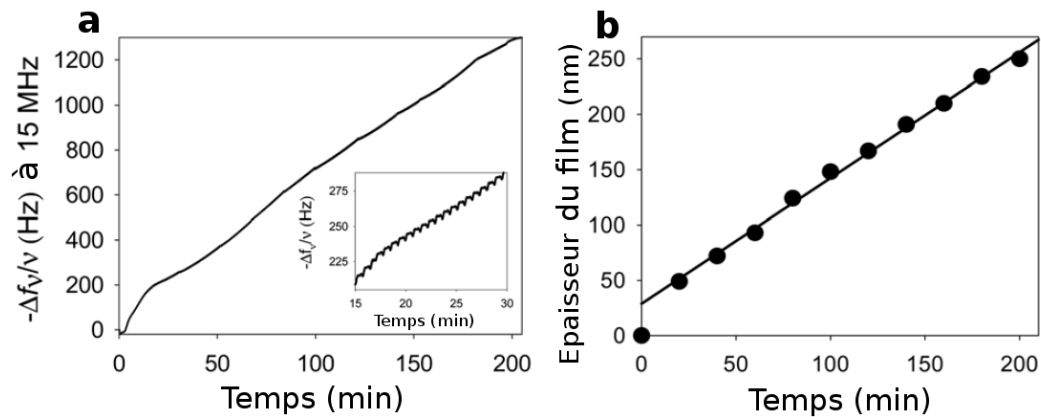 a
-Δfν/ν (Hz) à 15 MHz
1200
1000
800
600
400
200
0
0 50 100 150 200
Temps (min)
-Δfν/ν (Hz)
275
250
225
15 20 25 30
Temps (min)
b
Epaisseur du film (nm)
250
200
150
100
50
0
0 50 100 150 200
Temps (min)